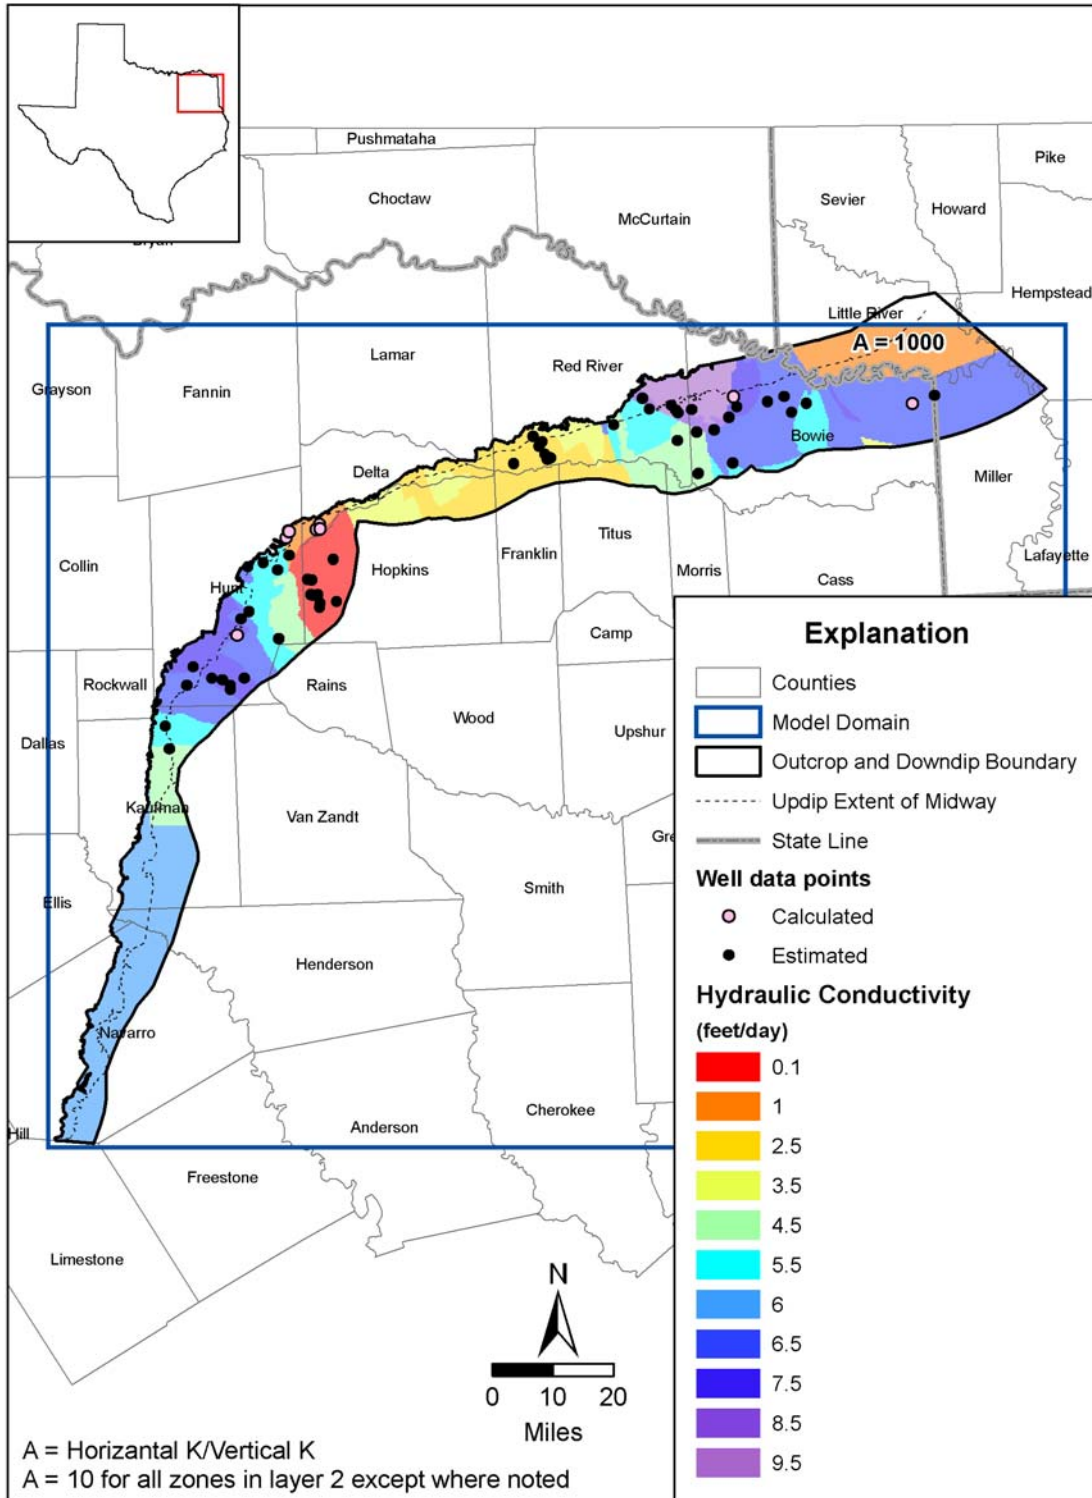 Pushmataha
Pike
Choctaw
Sevier
Howard
McCurtain
Bryan
Hempstead
Little River
A = 1000
Lamar
Red River
Grayson
Fannin
Bowie
Delta
Miller
Titus
Collin
Franklin
Lafayette
Hopkins
Morris
Cass
Hunt
Camp
Rockwall
Rains
Wood
Upshur
Dallas
Kaufman
Van Zandt
Gre
Smith
Ellis
Henderson
Navarro
Cherokee
Hill
Anderson
Freestone
Limestone
Explanation
Counties
Model Domain
Outcrop and Downdip Boundary
Updip Extent of Midway
State Line
Well data points
Calculated
Estimated
Hydraulic Conductivity
(feet/day)
0.1
1
2.5
3.5
4.5
5.5
6
6.5
7.5
8.5
9.5
N
0 10 20
Miles
A = Horizantal K/Vertical K
A = 10 for all zones in layer 2 except where noted